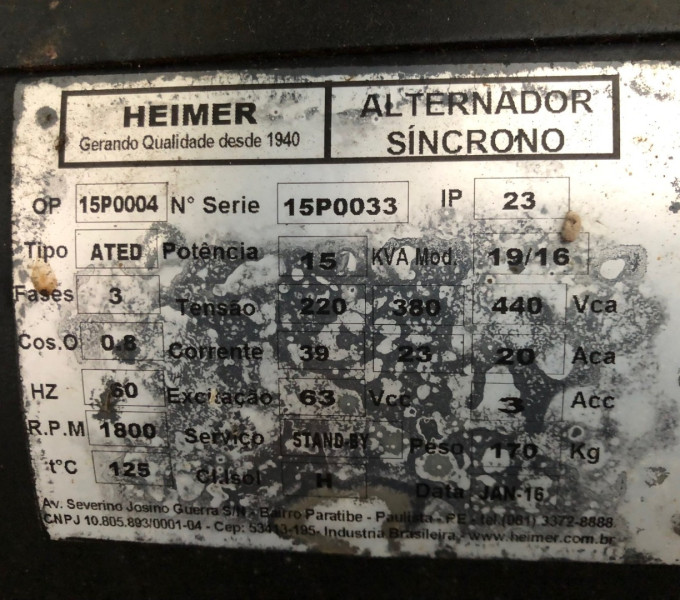 HEIMER
Gerando Qualidade desde 1940
ALTERNADOR
SÍNCRONO
OP 15P0004 N° Serie 15P0033 IP 23
Tipo ATED Potência 15 KVA Mod. 19/16
Fases 3 Tensão 220 380 440 Vca
Cos.O 0,8 Corrente 39 23 20 Aca
HZ 60 Excitação 63 Vcc 3 Acc
R.P.M 1800 Serviço STAND-BY Peso 170 Kg
t°C 125 Cl.Isol H Data JAN-16
Av. Severino Josino Guerra S/N - Bairro Paratibe - Paulista - PE - tel (081) 3372-8888
CNPJ 10.805.893/0001-04 - Cep: 53413-195- Industria Brasileira - www.heimer.com.br